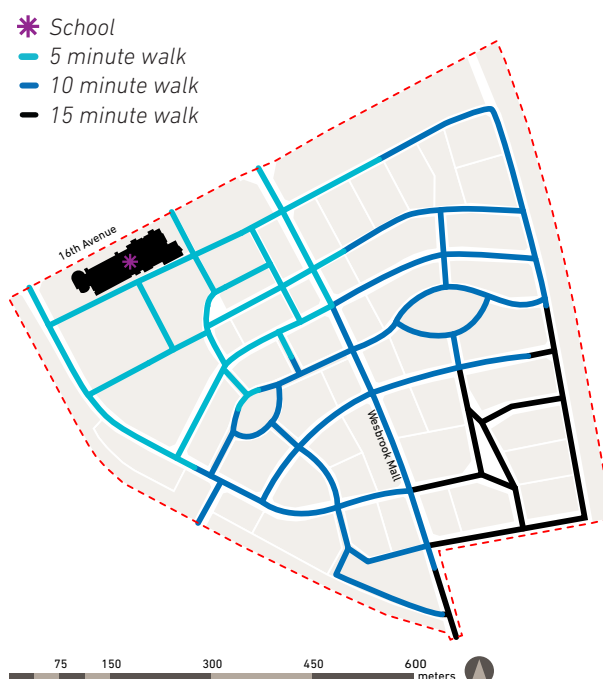 School
5 minute walk
10 minute walk
15 minute walk
16th Avenue
Wesbrook Mall
75 150 300 450 600
meters